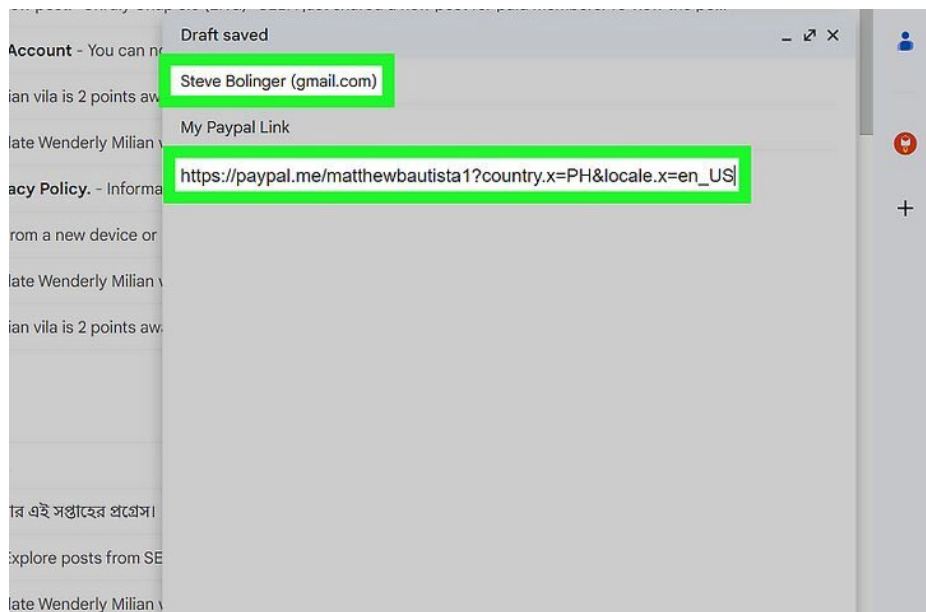 Account - You can n
Draft saved
Steve Bolinger (gmail.com)
ian vila is 2 points aw
My Paypal Link
late Wenderly Milian v
https://paypal.me/matthewbautista1?country.x=PH&locale.x=en_US
acy Policy. - Informa
rom a new device or
late Wenderly Milian v
ian vila is 2 points awa
ার এই সপ্তাহের প্রগ্রেস।
Explore posts from SE
late Wenderly Milian v